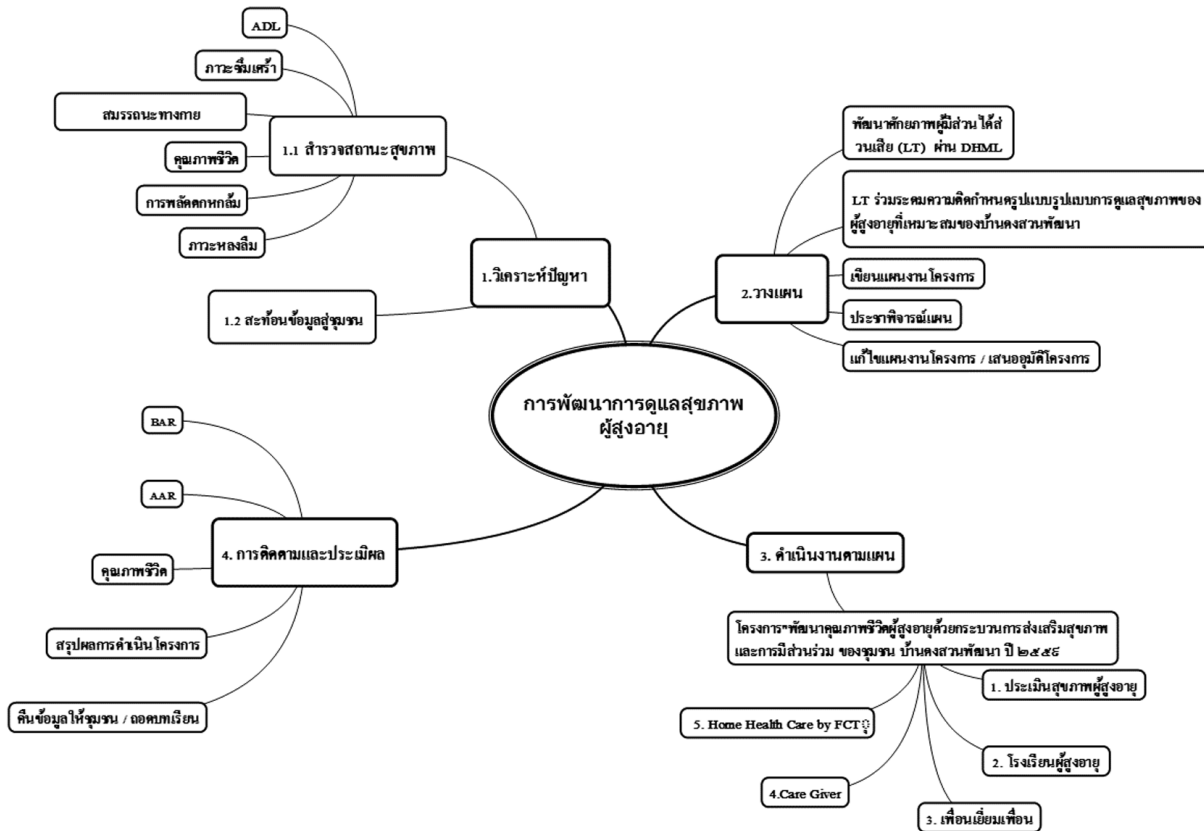 การพัฒนาการดูแลสุขภาพ
ผู้สูงอายุ
1.วิเคราะห์ปัญหา
1.1 สำรวจสถานะสุขภาพ
ADL
ภาวะซึมเศร้า
สมรรถนะทางกาย
คุณภาพชีวิต
การพลัดตกหกล้ม
ภาวะหลงลืม
1.2 สะท้อนข้อมูลสู่ชุมชน
2.วางแผน
พัฒนาศักยภาพผู้มีส่วนได้ส่
วนเสีย (LT) ผ่าน DHML
LT ร่วมระดมความคิดกำหนดรูปแบบรูปแบบการดูแลสุขภาพของ
ผู้สูงอายุที่เหมาะสมของบ้านดงสวนพัฒนา
เขียนแผนงานโครงการ
ประชาพิจารณ์แผน
แก้ไขแผนงานโครงการ / เสนออุมัติโครงการ
3. ดำเนินงานตามแผน
โครงการ"พัฒนาคุณภาพชีวิตผู้สูงอายุด้วยกระบวนการส่งเสริมสุขภาพ
และการมีส่วนร่วม ของชุมชน บ้านดงสวนพัฒนา ปี ๒๕๕๙
1. ประเมินสุขภาพผู้สูงอายุ
2. โรงเรียนผู้สูงอายุ
3. เพื่อนเยี่ยมเพื่อน
4.Care Giver
5. Home Health Care by FCTุ
4. การติดตามและประเมิผล
BAR
AAR
คุณภาพชีวิต
สรุปผลการดำเนินโครงการ
คืนข้อมูลให้ชุมชน / ถอดบทเรียน